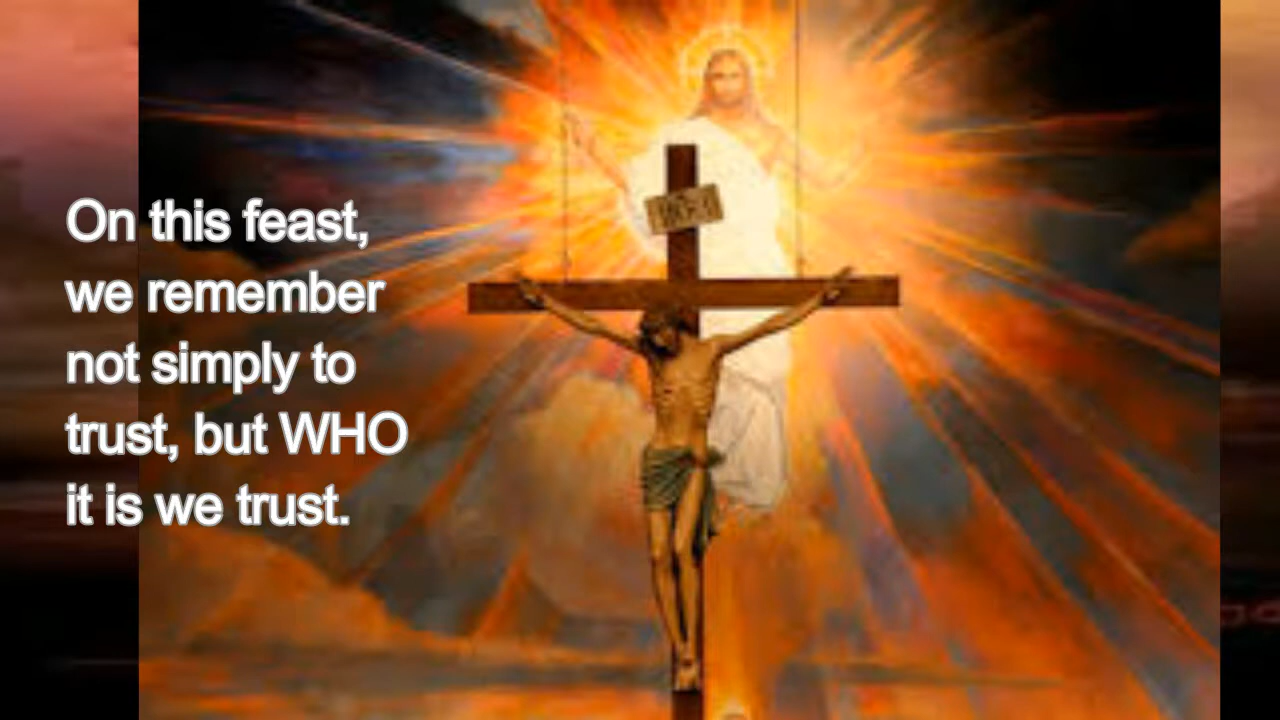 On this feast,
we remember
not simply to
trust, but WHO
it is we trust.